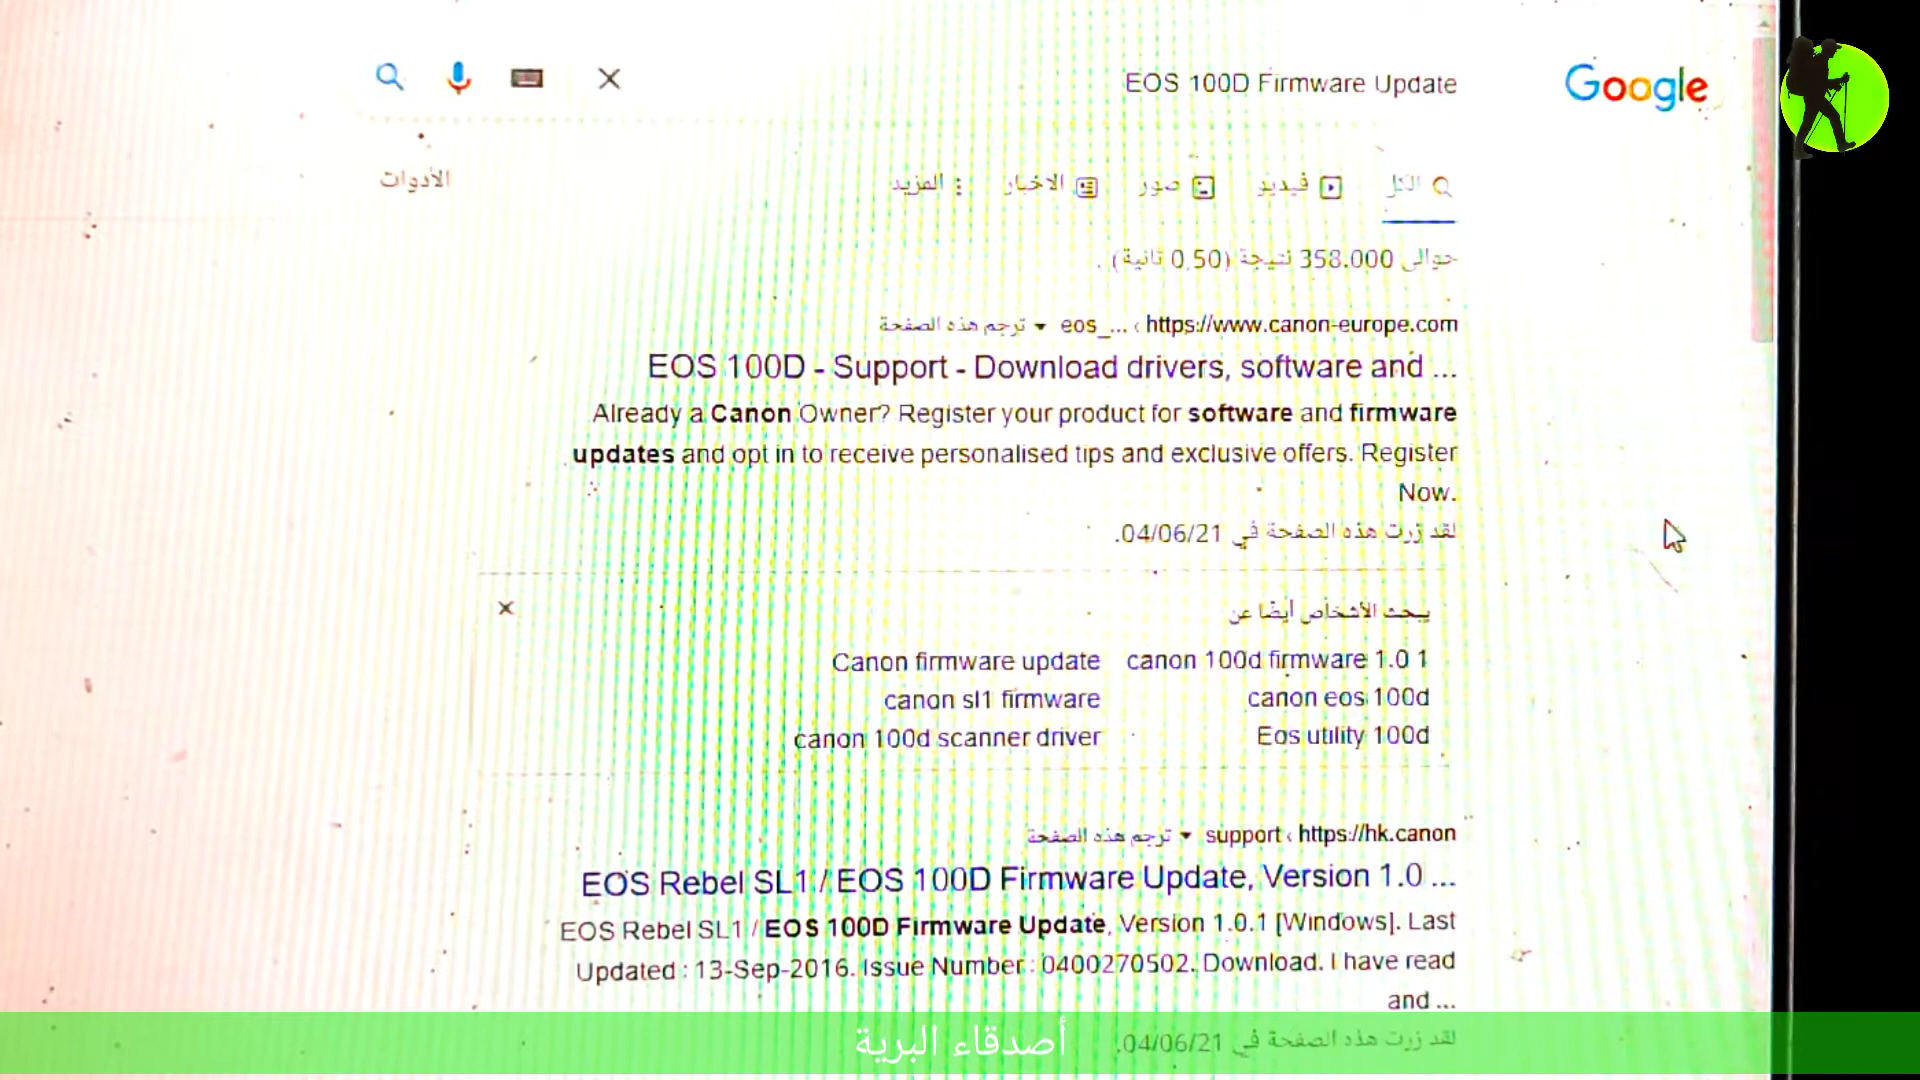 Google
EOS 100D Firmware Update
الكل فيديو صور الأخبار المزيد الأدوات
حوالى 358.000 نتيجة (0,50 ثانية) .
https://www.canon-europe.com › eos_... ▾ ترجم هذه الصفحة
EOS 100D - Support - Download drivers, software and ...
Already a Canon Owner? Register your product for software and firmware
updates and opt in to receive personalised tips and exclusive offers. Register
Now.
لقد زرت هذه الصفحة في 04/06/21.
يبحث الأشخاص أيضًا عن
canon 100d firmware 1.0 1 Canon firmware update
canon eos 100d canon sl1 firmware
Eos utility 100d canon 100d scanner driver
https://hk.canon › support ▾ ترجم هذه الصفحة
EOS Rebel SL1 / EOS 100D Firmware Update, Version 1.0 ...
EOS Rebel SL1 / EOS 100D Firmware Update, Version 1.0.1 [Windows]. Last
Updated : 13-Sep-2016. Issue Number : 0400270502. Download. I have read
and ...
لقد زرت هذه الصفحة في 04/06/21.
أصدقاء البرية